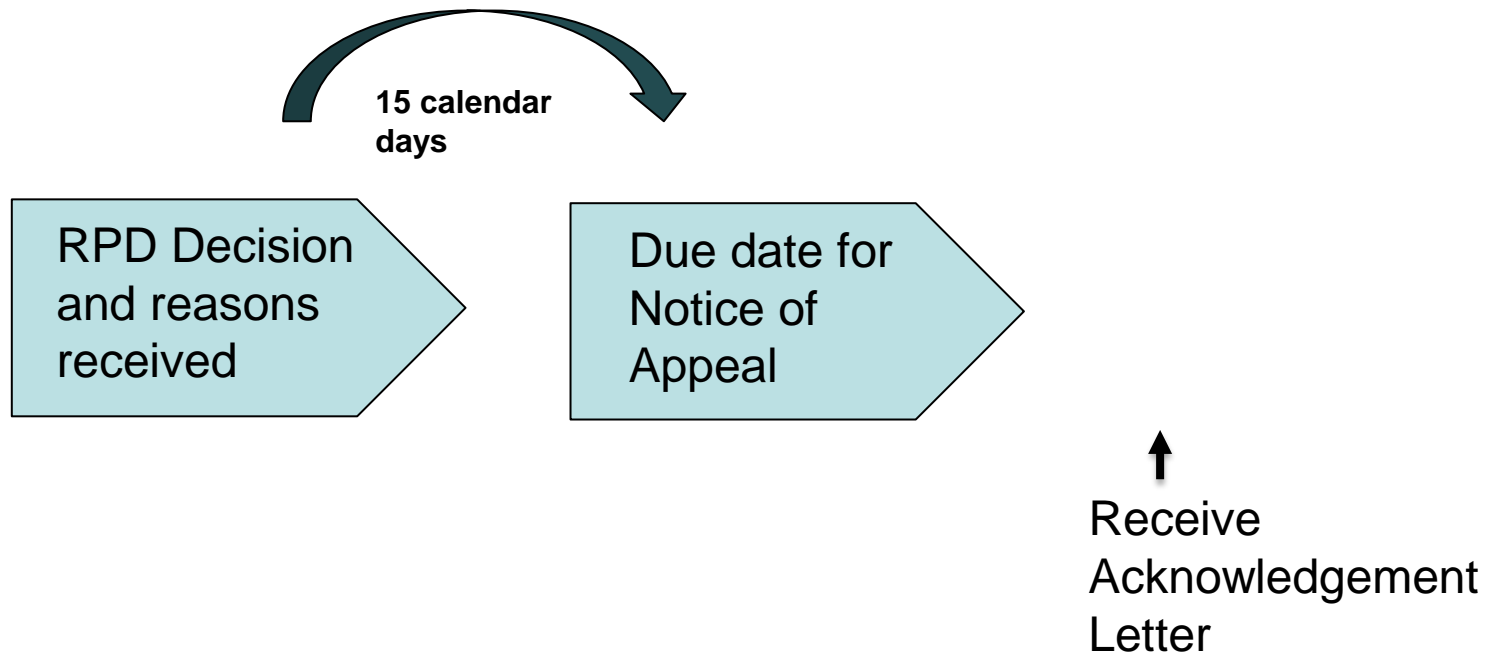 15 calendar
days
RPD Decision
and reasons
received
Due date for
Notice of
Appeal
Receive
Acknowledgement
Letter